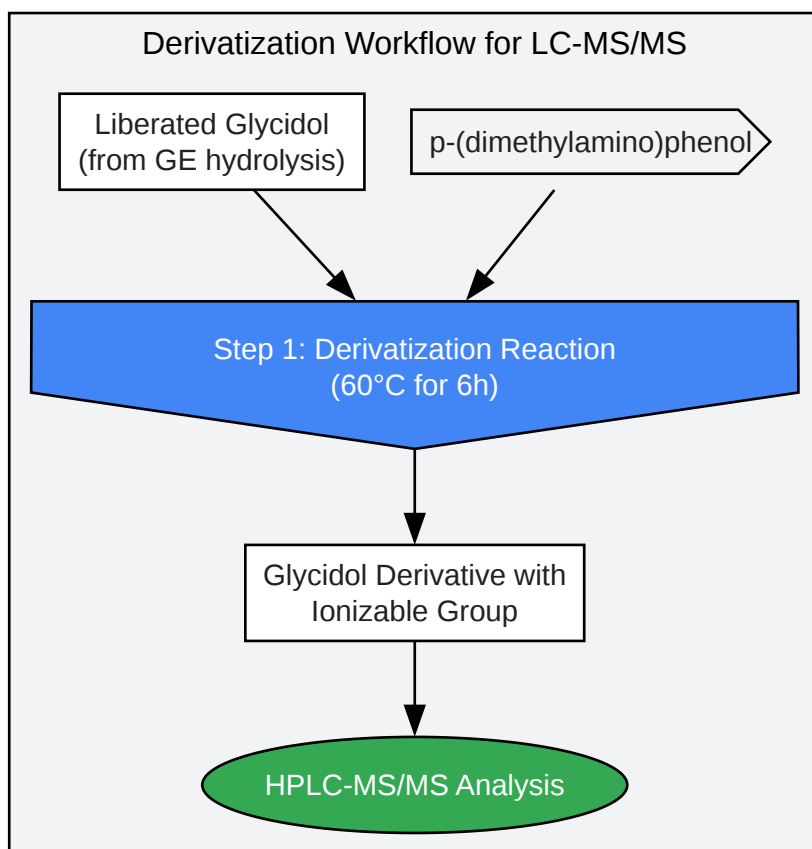 Derivatization Workflow for LC-MS/MS
Liberated Glycidol
(from GE hydrolysis)
p-(dimethylamino)phenol
Step 1: Derivatization Reaction
(60°C for 6h)
Glycidol Derivative with
Ionizable Group
HPLC-MS/MS Analysis